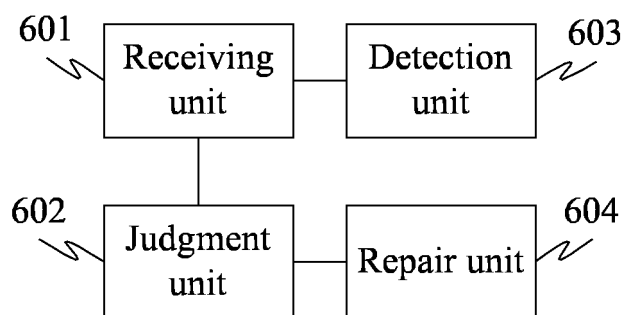 601
Receiving
unit
Detection
unit
603
602
Judgment
unit
Repair unit
604